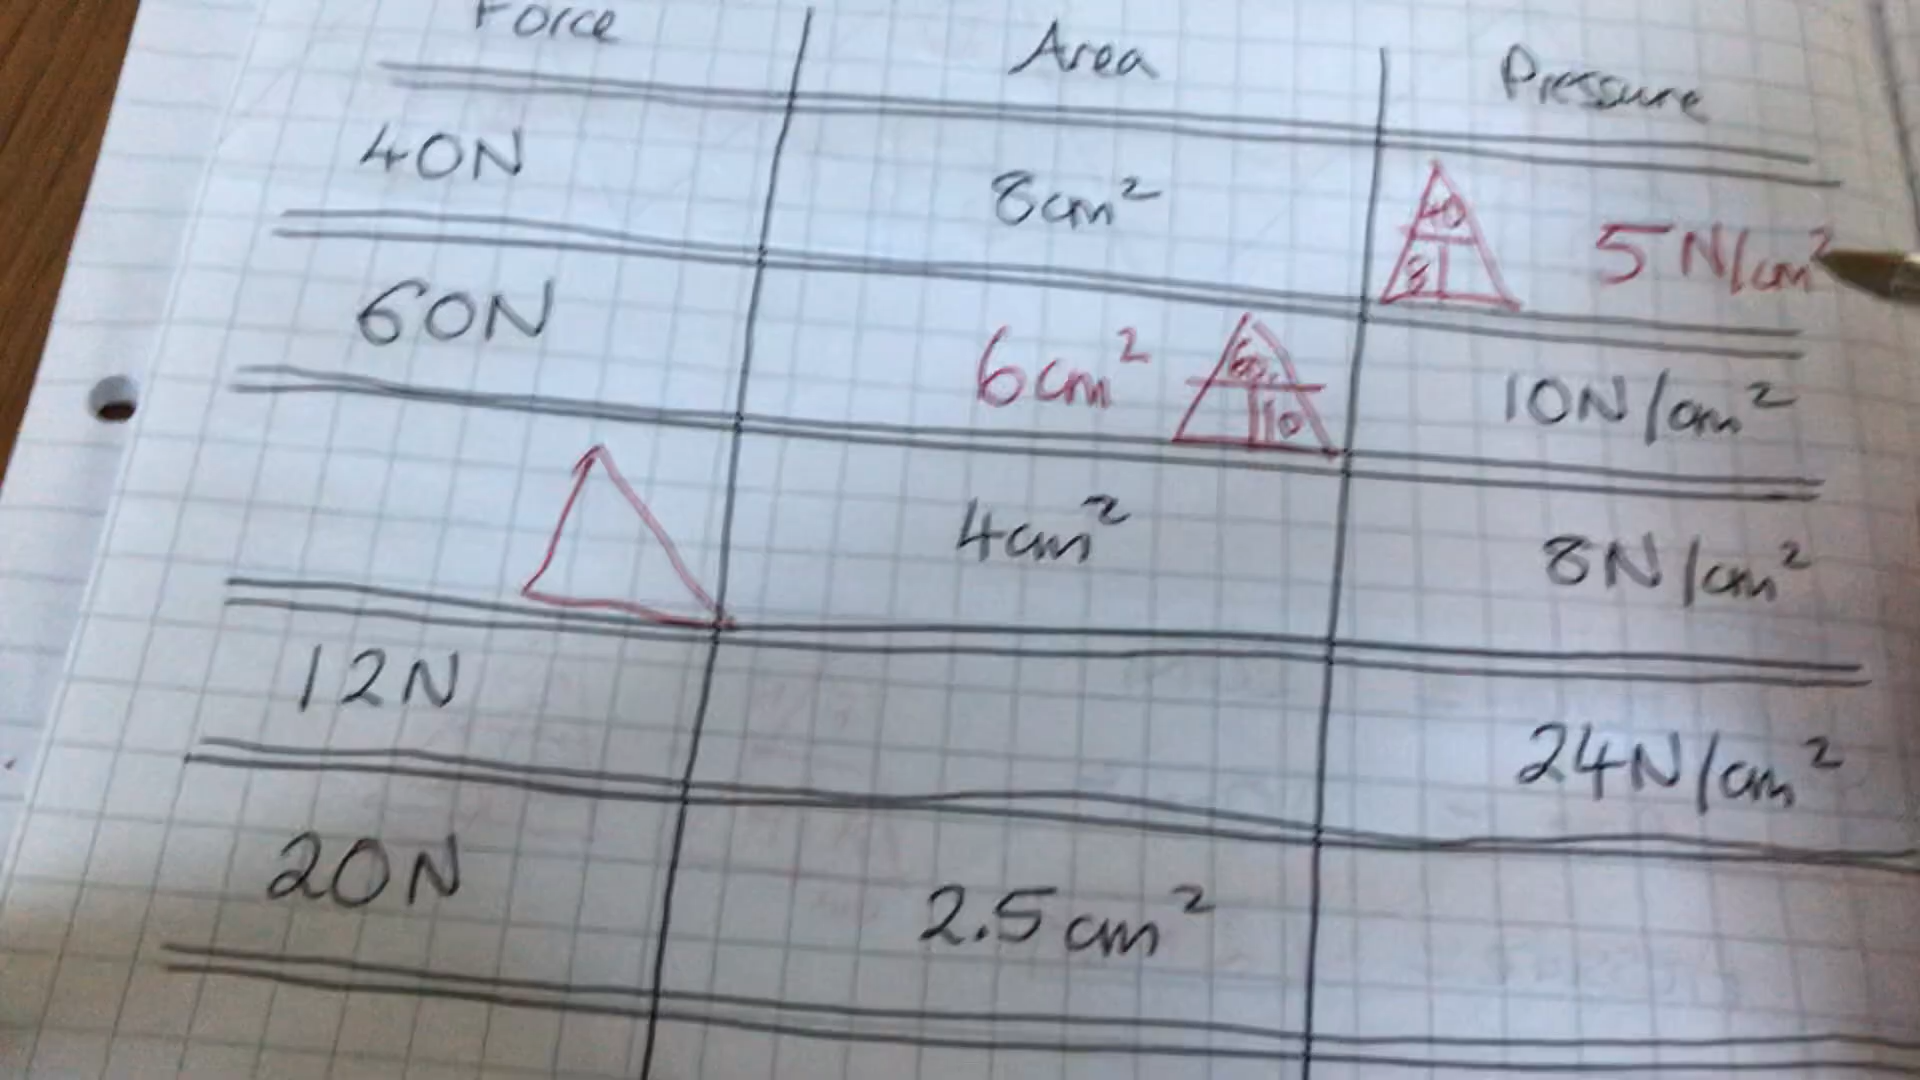 Force Area Pressure
40N 8cm² 40 8 5N/cm²
60N 6cm² 60 10 10N/cm²
4cm² 8N/cm²
12N 24N/cm²
20N 2.5cm²